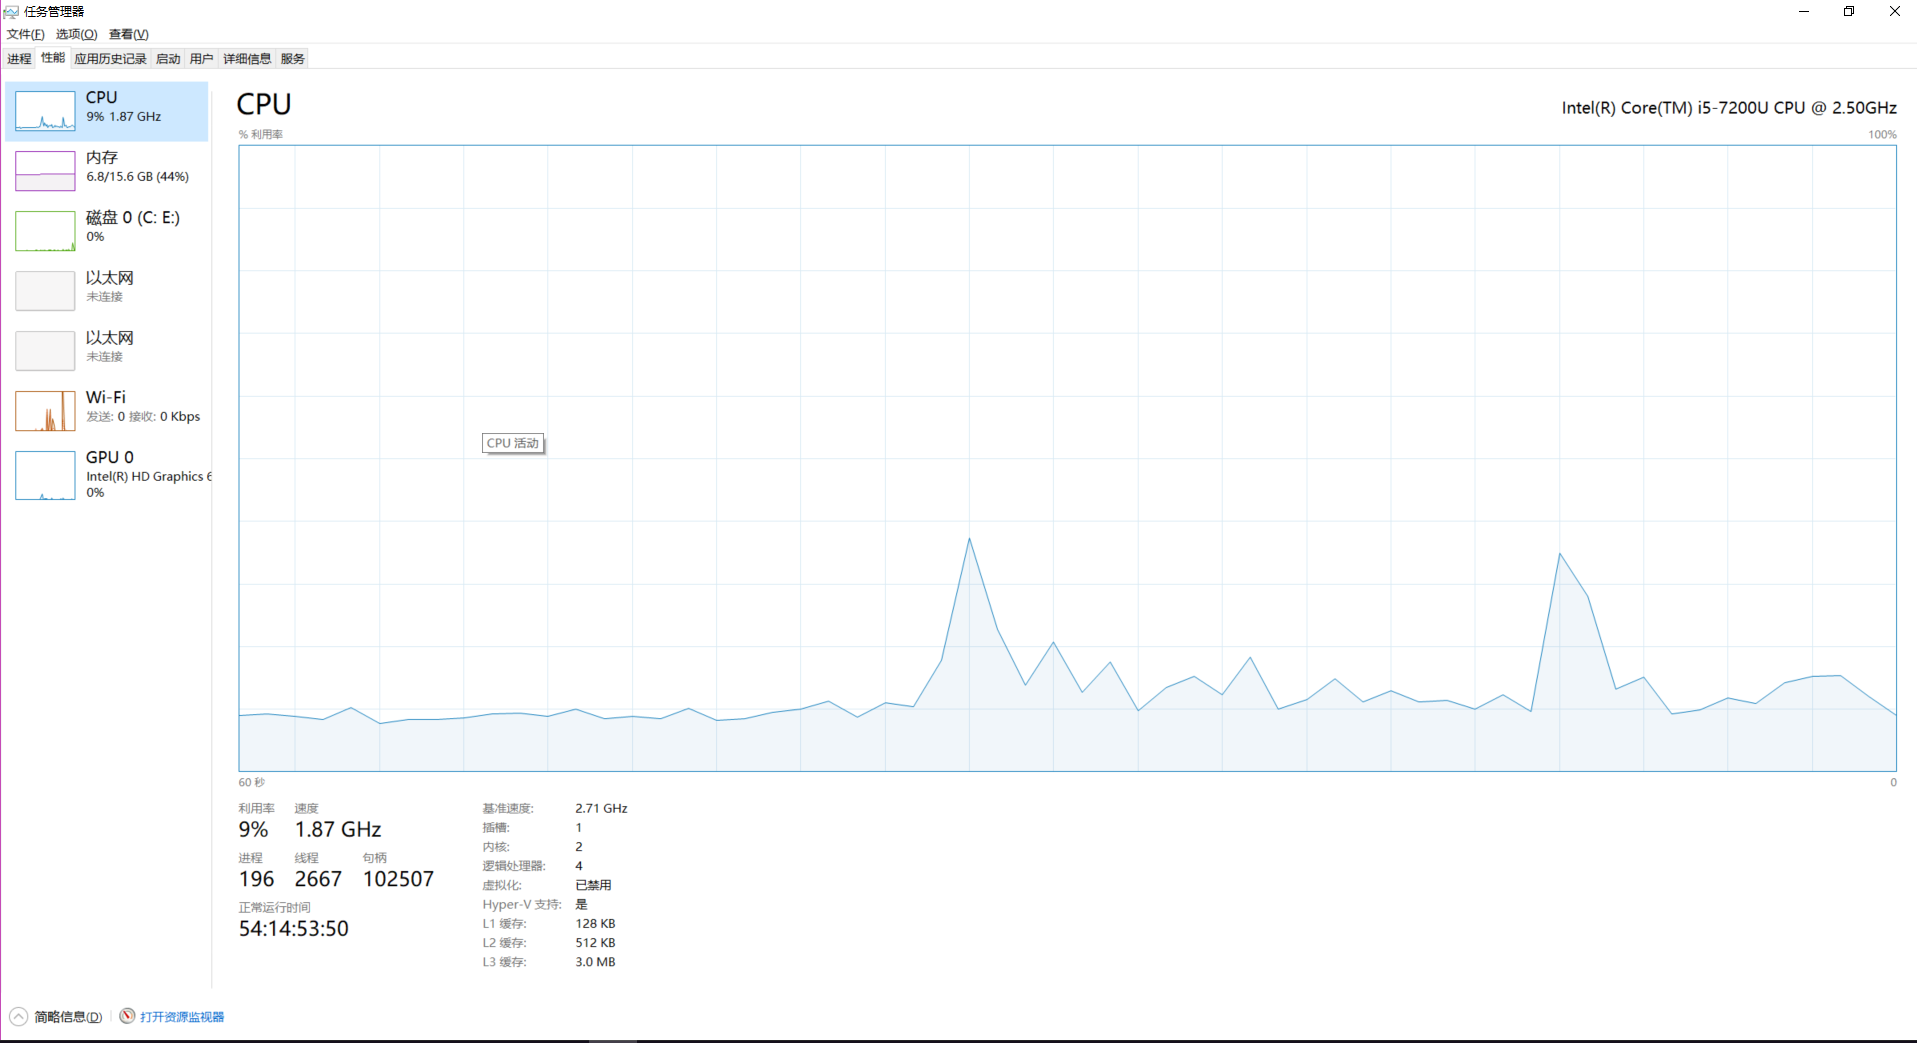 任务管理器
文件(F) 选项(O) 查看(V)
进程 性能 应用历史记录 启动 用户 详细信息 服务
CPU
9% 1.87 GHz
内存
6.8/15.6 GB (44%)
磁盘 0 (C: E:)
0%
以太网
未连接
以太网
未连接
Wi-Fi
发送: 0 接收: 0 Kbps
GPU 0
Intel(R) HD Graphics 6
0%
CPU
Intel(R) Core(TM) i5-7200U CPU @ 2.50GHz
% 利用率
100%
CPU 活动
60 秒
0
利用率 速度
9% 1.87 GHz
进程 线程 句柄
196 2667 102507
正常运行时间
54:14:53:50
基准速度: 2.71 GHz
插槽: 1
内核: 2
逻辑处理器: 4
虚拟化: 已禁用
Hyper-V 支持: 是
L1 缓存: 128 KB
L2 缓存: 512 KB
L3 缓存: 3.0 MB
简略信息(D)
打开资源监视器